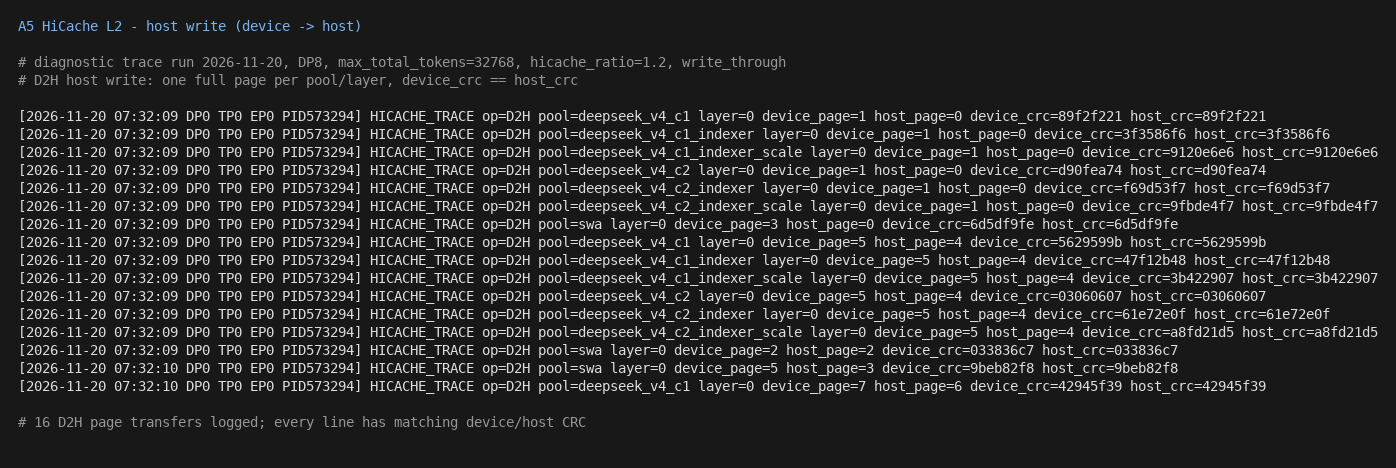 A5 HiCache L2 - host write (device -> host)
# diagnostic trace run 2026-11-20, DP8, max_total_tokens=32768, hicache_ratio=1.2, write_through
# D2H host write: one full page per pool/layer, device_crc == host_crc
[2026-11-20 07:32:09 DP0 TP0 EP0 PID573294] HICACHE_TRACE op=D2H pool=deepseek_v4_c1 layer=0 device_page=1 host_page=0 device_crc=89f2f221 host_crc=89f2f221
[2026-11-20 07:32:09 DP0 TP0 EP0 PID573294] HICACHE_TRACE op=D2H pool=deepseek_v4_c1_indexer layer=0 device_page=1 host_page=0 device_crc=3f3586f6 host_crc=3f3586f6
[2026-11-20 07:32:09 DP0 TP0 EP0 PID573294] HICACHE_TRACE op=D2H pool=deepseek_v4_c1_indexer_scale layer=0 device_page=1 host_page=0 device_crc=9120e6e6 host_crc=9120e6e6
[2026-11-20 07:32:09 DP0 TP0 EP0 PID573294] HICACHE_TRACE op=D2H pool=deepseek_v4_c2 layer=0 device_page=1 host_page=0 device_crc=d90fea74 host_crc=d90fea74
[2026-11-20 07:32:09 DP0 TP0 EP0 PID573294] HICACHE_TRACE op=D2H pool=deepseek_v4_c2_indexer layer=0 device_page=1 host_page=0 device_crc=f69d53f7 host_crc=f69d53f7
[2026-11-20 07:32:09 DP0 TP0 EP0 PID573294] HICACHE_TRACE op=D2H pool=deepseek_v4_c2_indexer_scale layer=0 device_page=1 host_page=0 device_crc=9fbde4f7 host_crc=9fbde4f7
[2026-11-20 07:32:09 DP0 TP0 EP0 PID573294] HICACHE_TRACE op=D2H pool=swa layer=0 device_page=3 host_page=0 device_crc=6d5df9fe host_crc=6d5df9fe
[2026-11-20 07:32:09 DP0 TP0 EP0 PID573294] HICACHE_TRACE op=D2H pool=deepseek_v4_c1 layer=0 device_page=5 host_page=4 device_crc=5629599b host_crc=5629599b
[2026-11-20 07:32:09 DP0 TP0 EP0 PID573294] HICACHE_TRACE op=D2H pool=deepseek_v4_c1_indexer layer=0 device_page=5 host_page=4 device_crc=47f12b48 host_crc=47f12b48
[2026-11-20 07:32:09 DP0 TP0 EP0 PID573294] HICACHE_TRACE op=D2H pool=deepseek_v4_c1_indexer_scale layer=0 device_page=5 host_page=4 device_crc=3b422907 host_crc=3b422907
[2026-11-20 07:32:09 DP0 TP0 EP0 PID573294] HICACHE_TRACE op=D2H pool=deepseek_v4_c2 layer=0 device_page=5 host_page=4 device_crc=03060607 host_crc=03060607
[2026-11-20 07:32:09 DP0 TP0 EP0 PID573294] HICACHE_TRACE op=D2H pool=deepseek_v4_c2_indexer layer=0 device_page=5 host_page=4 device_crc=61e72e0f host_crc=61e72e0f
[2026-11-20 07:32:09 DP0 TP0 EP0 PID573294] HICACHE_TRACE op=D2H pool=deepseek_v4_c2_indexer_scale layer=0 device_page=5 host_page=4 device_crc=a8fd21d5 host_crc=a8fd21d5
[2026-11-20 07:32:09 DP0 TP0 EP0 PID573294] HICACHE_TRACE op=D2H pool=swa layer=0 device_page=2 host_page=2 device_crc=033836c7 host_crc=033836c7
[2026-11-20 07:32:10 DP0 TP0 EP0 PID573294] HICACHE_TRACE op=D2H pool=swa layer=0 device_page=5 host_page=3 device_crc=9beb82f8 host_crc=9beb82f8
[2026-11-20 07:32:10 DP0 TP0 EP0 PID573294] HICACHE_TRACE op=D2H pool=deepseek_v4_c1 layer=0 device_page=7 host_page=6 device_crc=42945f39 host_crc=42945f39
# 16 D2H page transfers logged; every line has matching device/host CRC